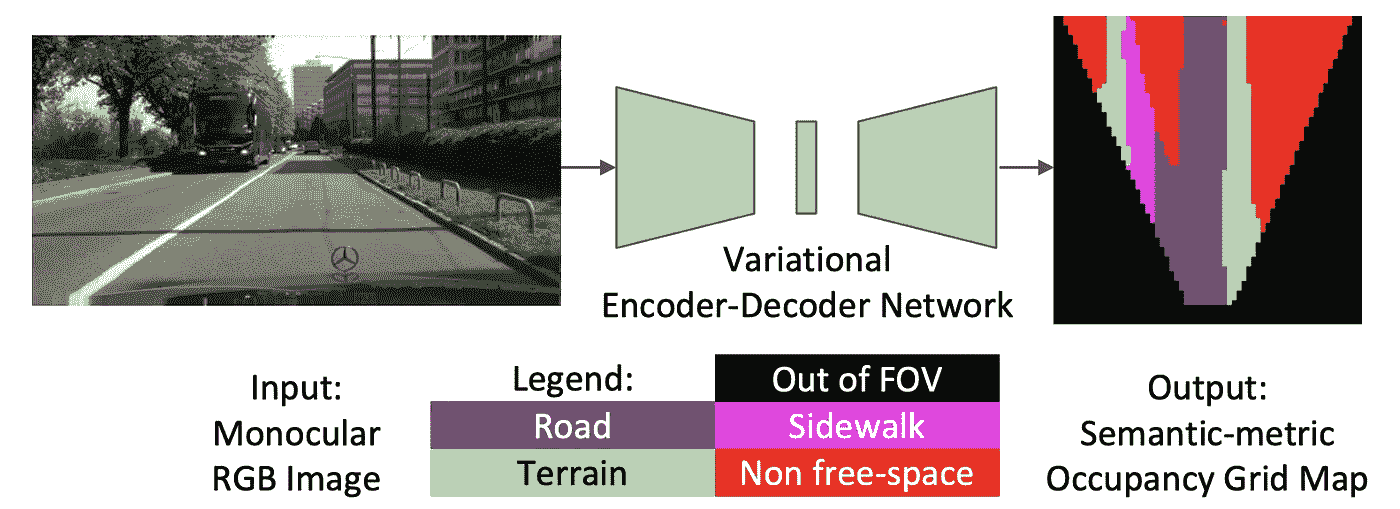 Variational
Encoder-Decoder Network
Input:
Monocular
RGB Image
Legend:
Out of FOV
Road
Sidewalk
Terrain
Non free-space
Output:
Semantic-metric
Occupancy Grid Map